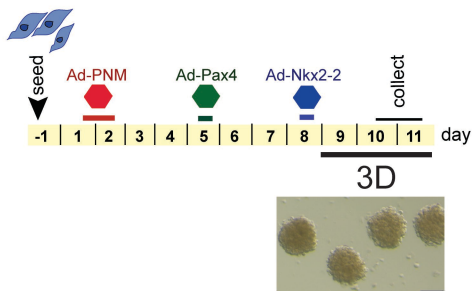 seed
Ad-PNM
Ad-Pax4
Ad-Nkx2-2
collect
-1 1 2 3 4 5 6 7 8 9 10 11 day
3D